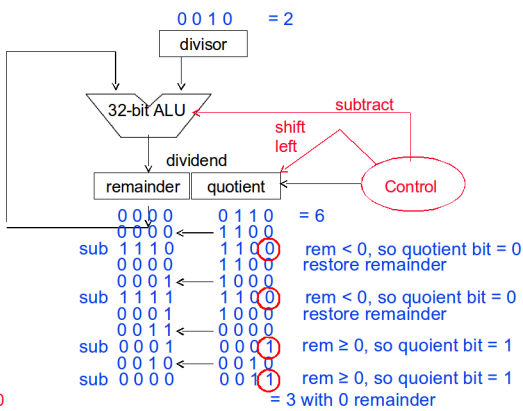 0 0 1 0 = 2
divisor
32-bit ALU
subtract
shift
left
dividend
remainder quotient
Control
0 0 0 0 0 1 1 0 = 6
0 0 0 0 1 1 0 0
sub 1 1 1 0 1 1 0 0 rem < 0, so quotient bit = 0
0 0 0 0 1 1 0 0 restore remainder
0 0 0 1 1 0 0 0
sub 1 1 1 1 1 1 0 0 rem < 0, so quoient bit = 0
0 0 0 1 1 0 0 0 restore remainder
0 0 1 1 0 0 0 0
sub 0 0 0 1 0 0 0 1 rem ≥ 0, so quoient bit = 1
0 0 1 0 0 0 1 0
sub 0 0 0 0 0 0 1 1 rem ≥ 0, so quoient bit = 1
0 = 3 with 0 remainder